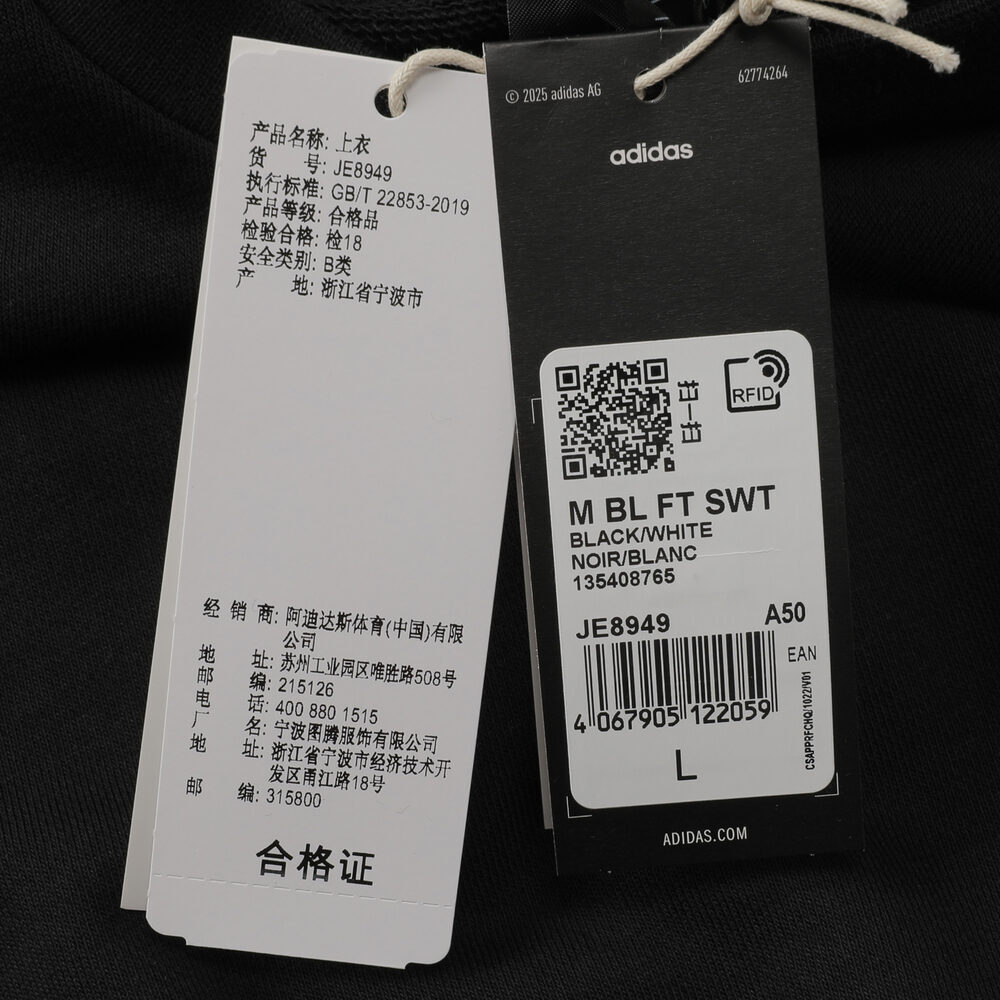 产品名称: 上衣
货 号: JE8949
执行标准: GB/T 22853-2019
产品等级: 合格品
检验合格: 检18
安全类别: B类
产 地: 浙江省宁波市
经 销 商: 阿迪达斯体育(中国)有限
公司
地 址: 苏州工业园区唯胜路508号
邮 编: 215126
电 话: 400 880 1515
厂 名: 宁波图腾服饰有限公司
地 址: 浙江省宁波市经济技术开
发区甬江路18号
邮 编: 315800
合格证
© 2025 adidas AG
62774264
adidas
扫一扫
RFID
M BL FT SWT
BLACK/WHITE
NOIR/BLANC
135408765
JE8949 A50
EAN
4 067905 122059
CSAPPRFCHQ/1022/V01
L
ADIDAS.COM